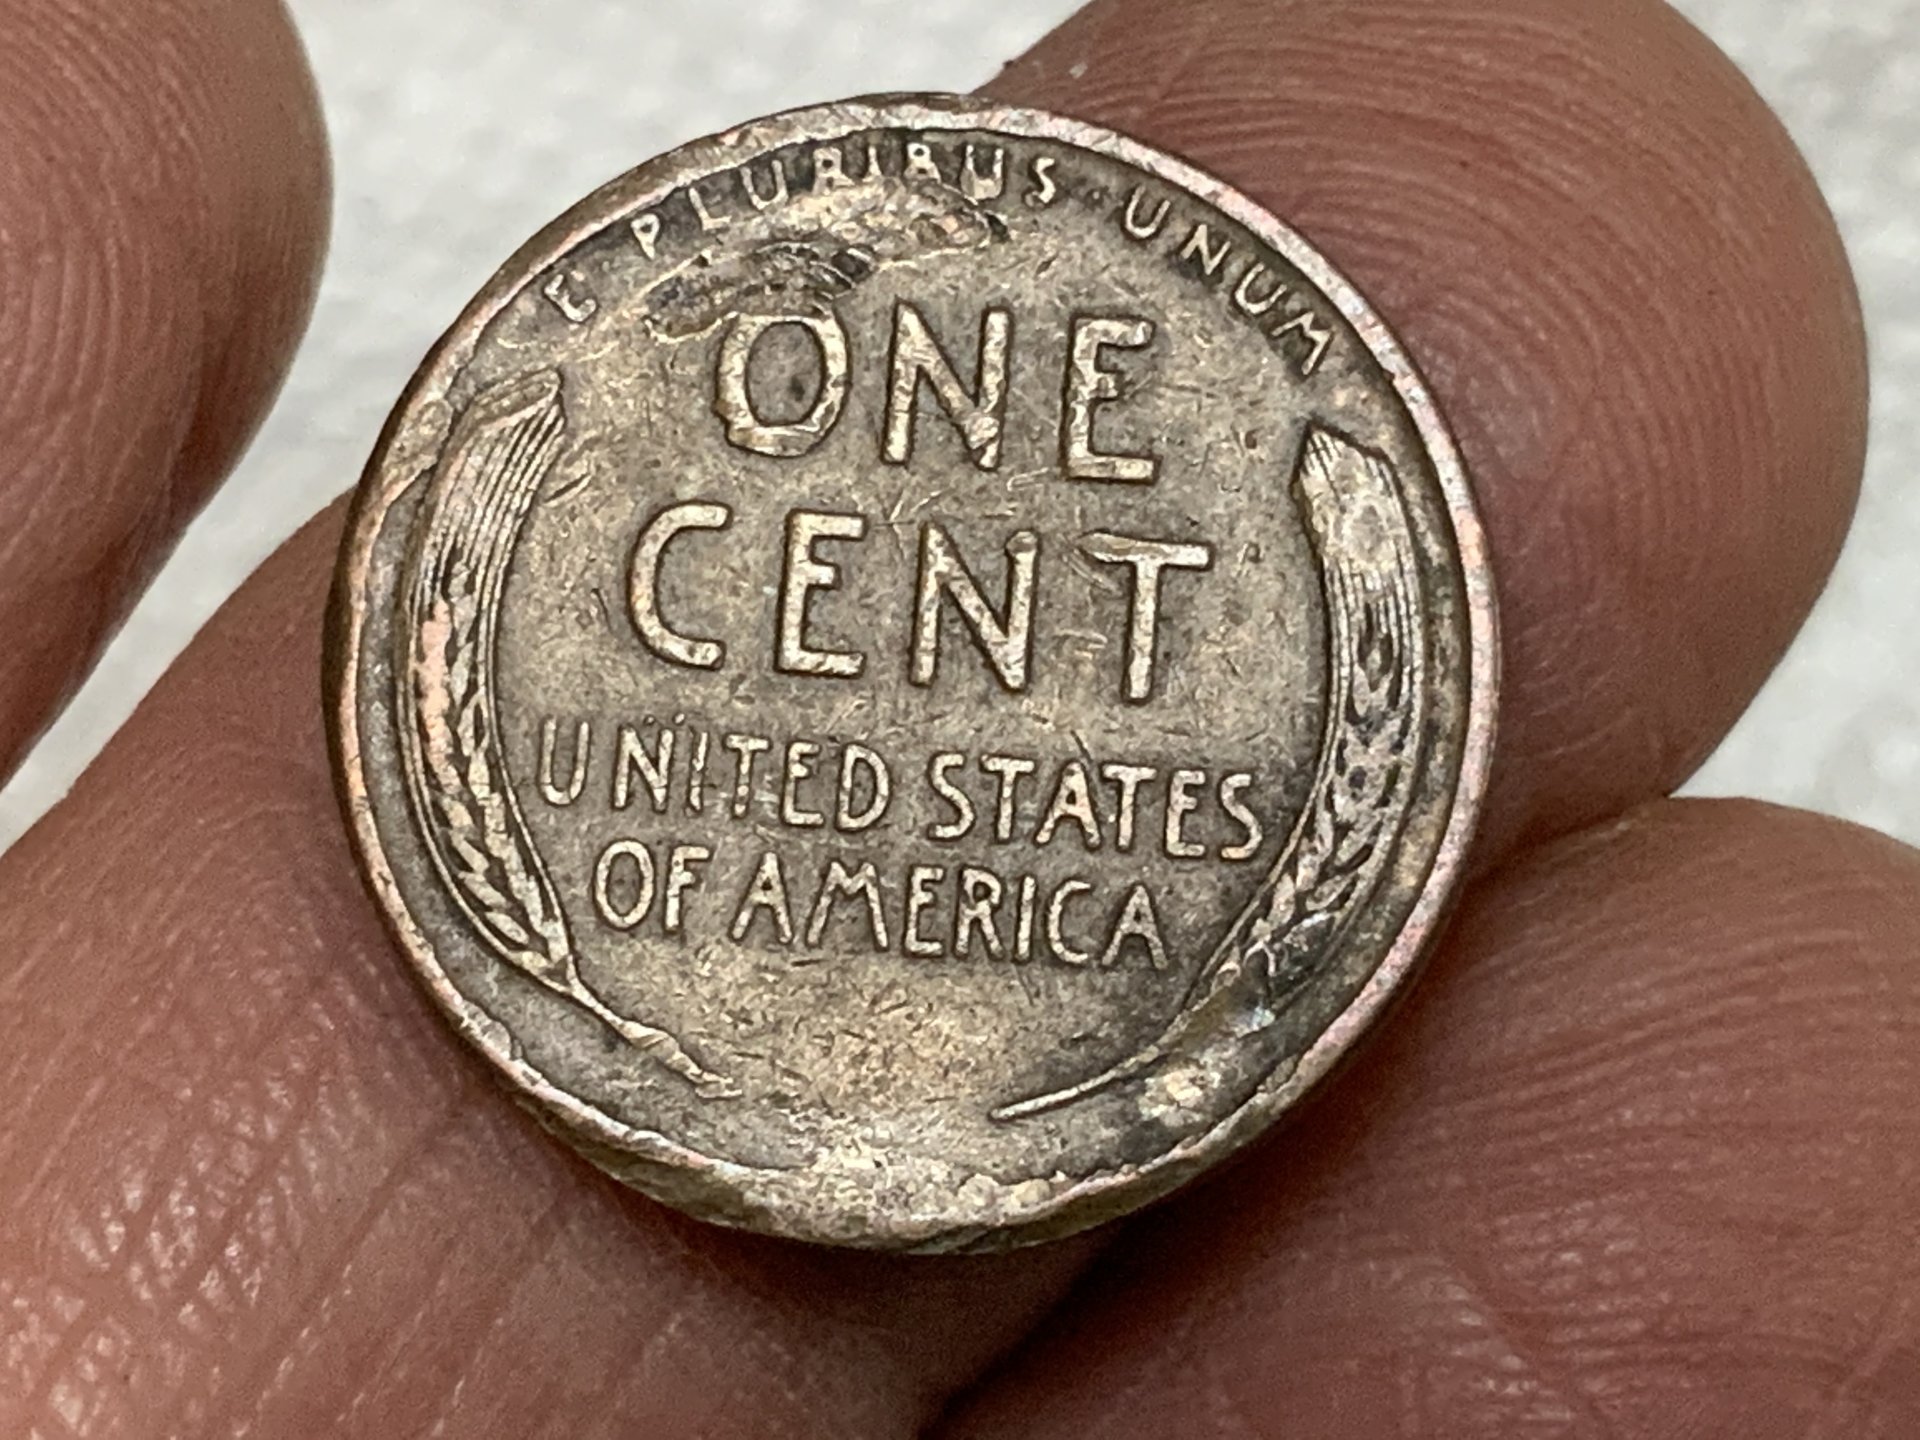 E · PLURIBUS · UNUM
ONE
CENT
UNITED STATES
OF AMERICA